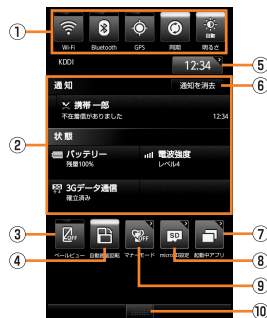 ①
Wi-Fi Bluetooth GPS 同期 自動 明るさ
KDDI 12:34 ⑤
通知 通知を消去 ⑥
携帯 一郎
不在着信がありました 12:34
②
状態
バッテリー 電波強度
残量100% レベル4
3G
3Gデータ通信
確立済み
③ OFF OFF SD ⑦
ベールビュー 自動画面回転 マナーモード microSD設定 起動中アプリ
④ ⑧
⑨
⑩